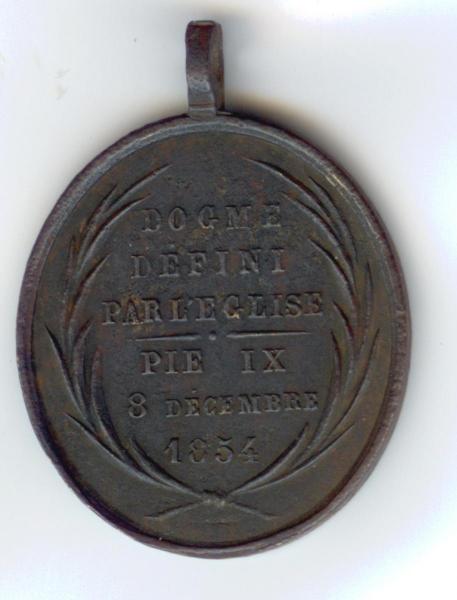 DOGME
DÉFINI
PAR L'EGLISE
PIE IX
8 DÉCEMBRE
1854